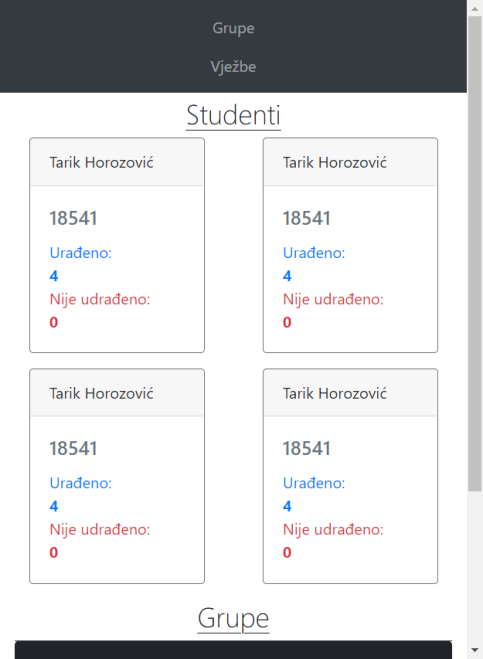 Grupe
Vježbe
Studenti
Tarik Horozović
18541
Urađeno:
4
Nije udrađeno:
0
Tarik Horozović
18541
Urađeno:
4
Nije udrađeno:
0
Tarik Horozović
18541
Urađeno:
4
Nije udrađeno:
0
Tarik Horozović
18541
Urađeno:
4
Nije udrađeno:
0
Grupe